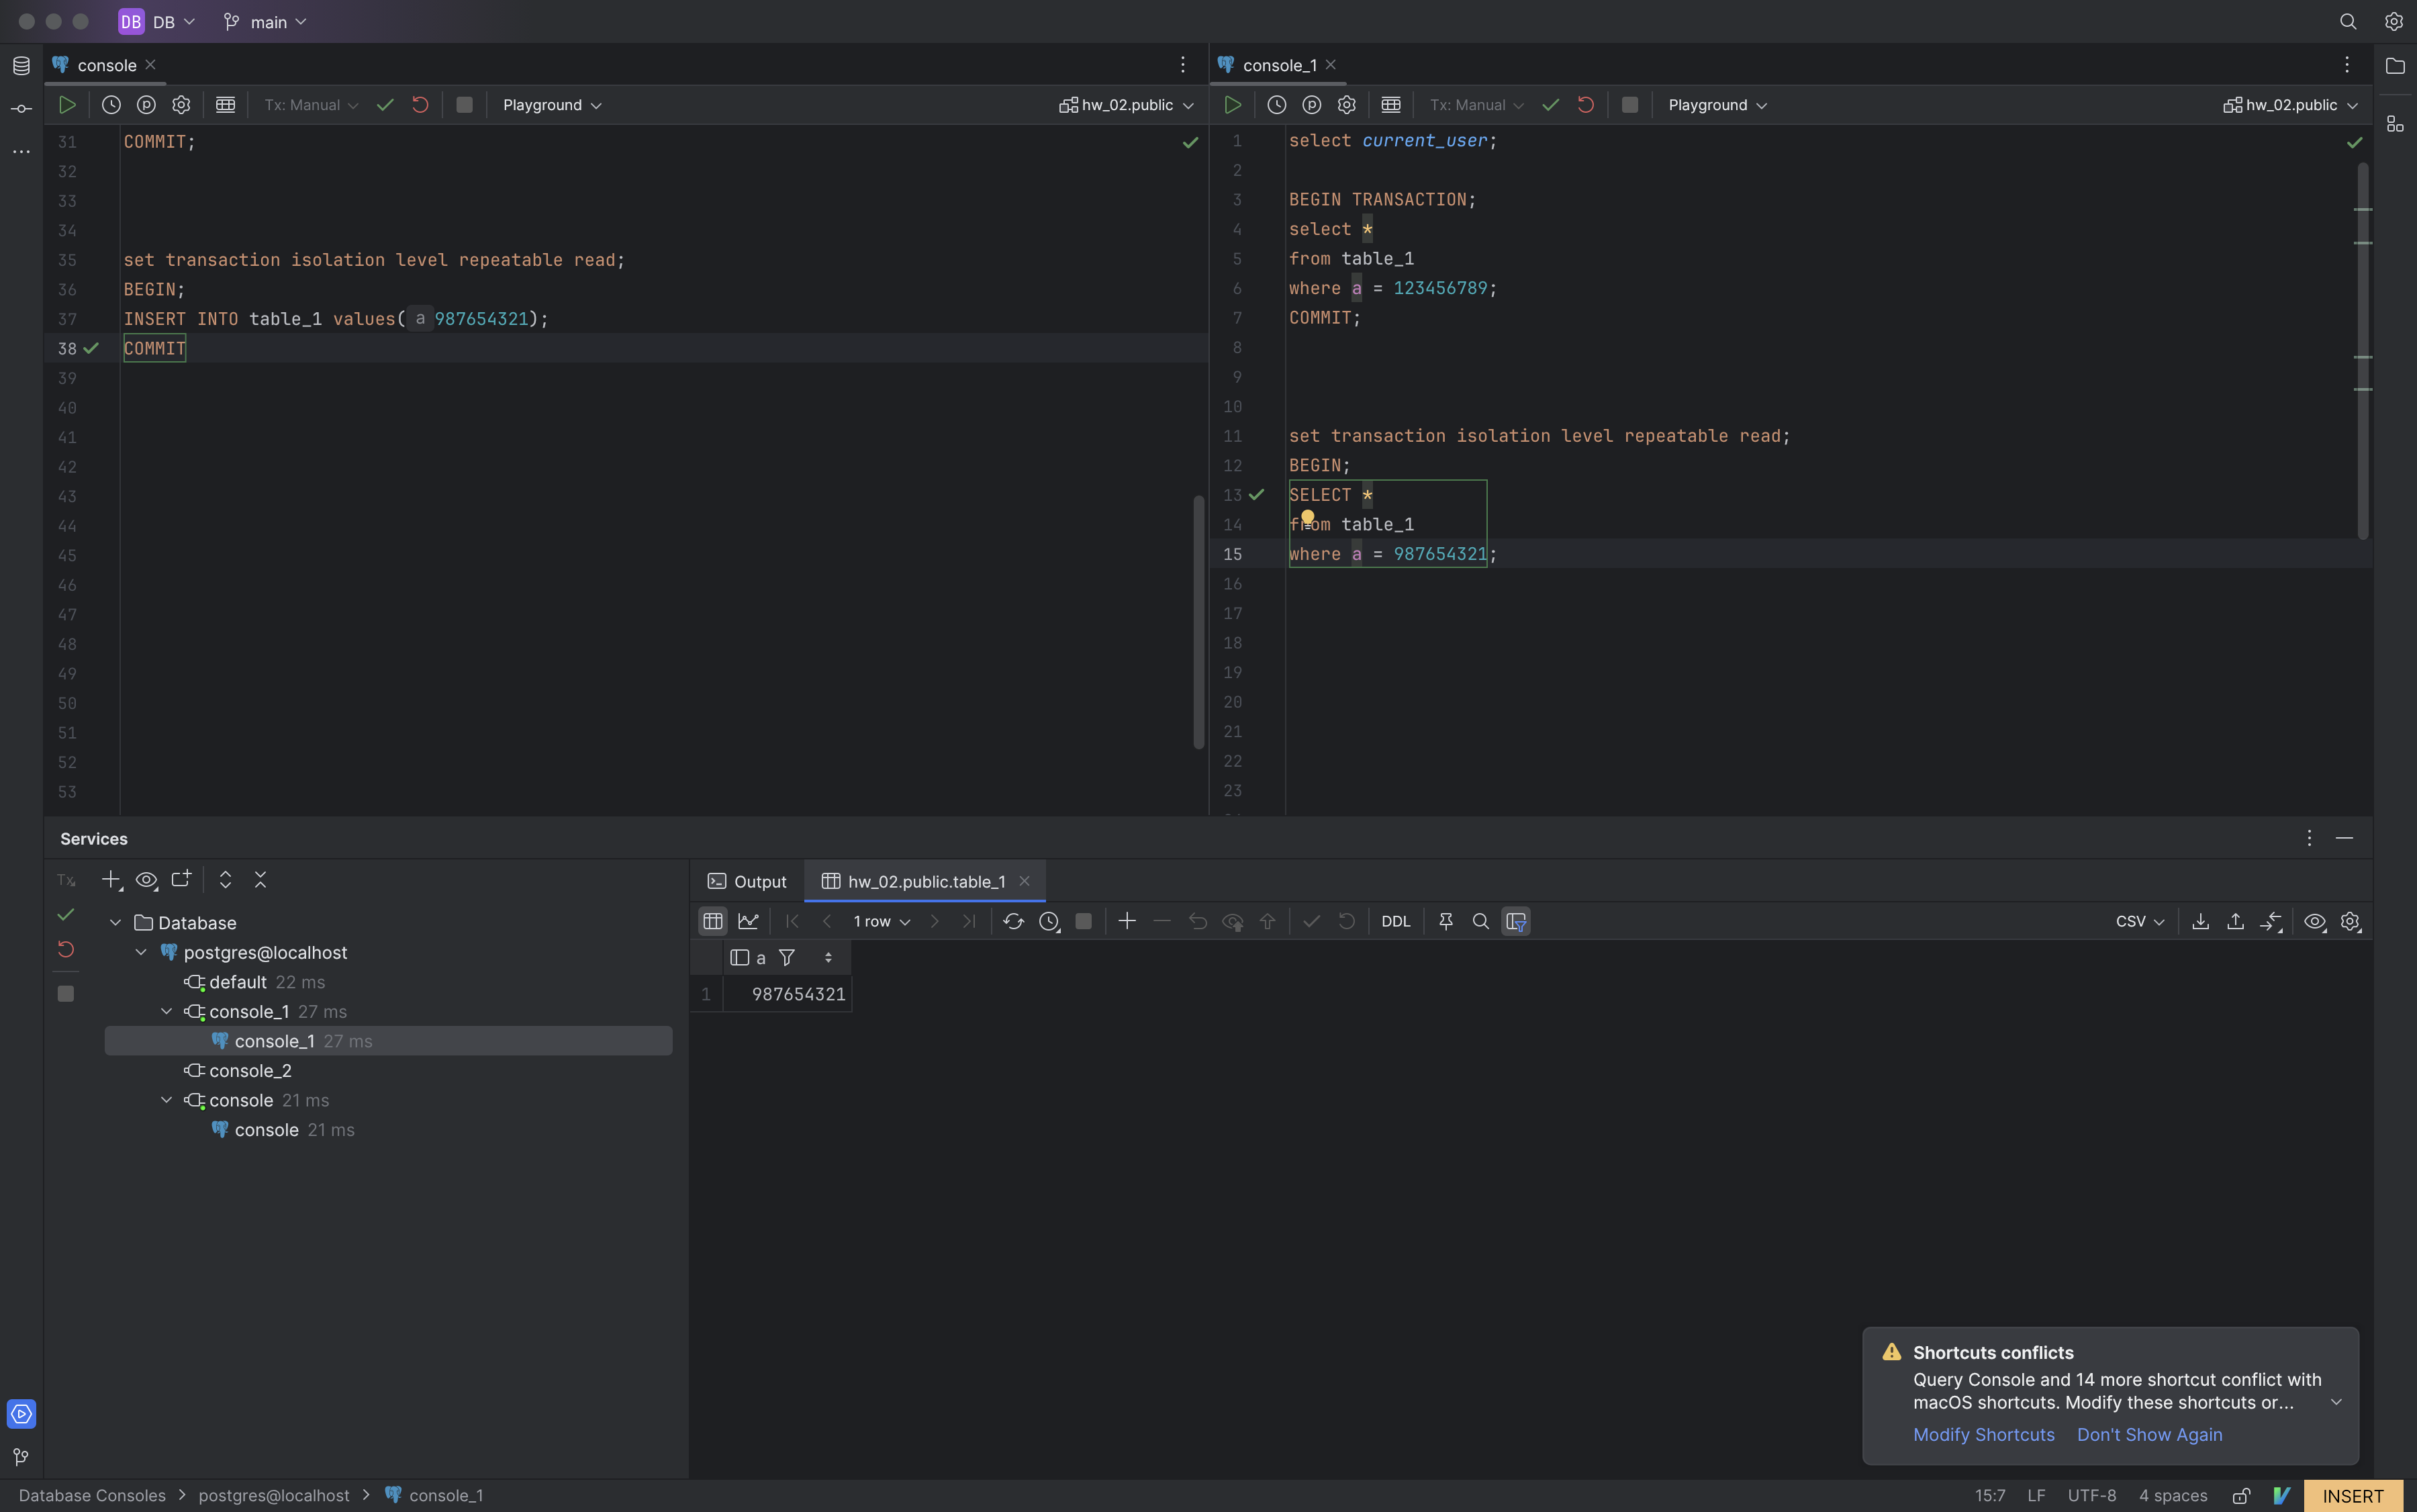 DB DB main
console
Tx: Manual Playground hw_02.public
31 COMMIT;
32
33
34
35 set transaction isolation level repeatable read;
36 BEGIN;
37 INSERT INTO table_1 values( a 987654321);
38 COMMIT
39
40
41
42
43
44
45
46
47
48
49
50
51
52
53
console_1
Tx: Manual Playground hw_02.public
1 select current_user;
2
3 BEGIN TRANSACTION;
4 select *
5 from table_1
6 where a = 123456789;
7 COMMIT;
8
9
10
11 set transaction isolation level repeatable read;
12 BEGIN;
13 SELECT *
14 from table_1
15 where a = 987654321;
16
17
18
19
20
21
22
23
Services
Tx
Database
postgres@localhost
default 22 ms
console_1 27 ms
console_1 27 ms
console_2
console 21 ms
console 21 ms
Output hw_02.public.table_1
1 row DDL CSV
a
1 987654321
Shortcuts conflicts
Query Console and 14 more shortcut conflict with
macOS shortcuts. Modify these shortcuts or...
Modify Shortcuts Don't Show Again
Database Consoles > postgres@localhost > console_1 15:7 LF UTF-8 4 spaces INSERT